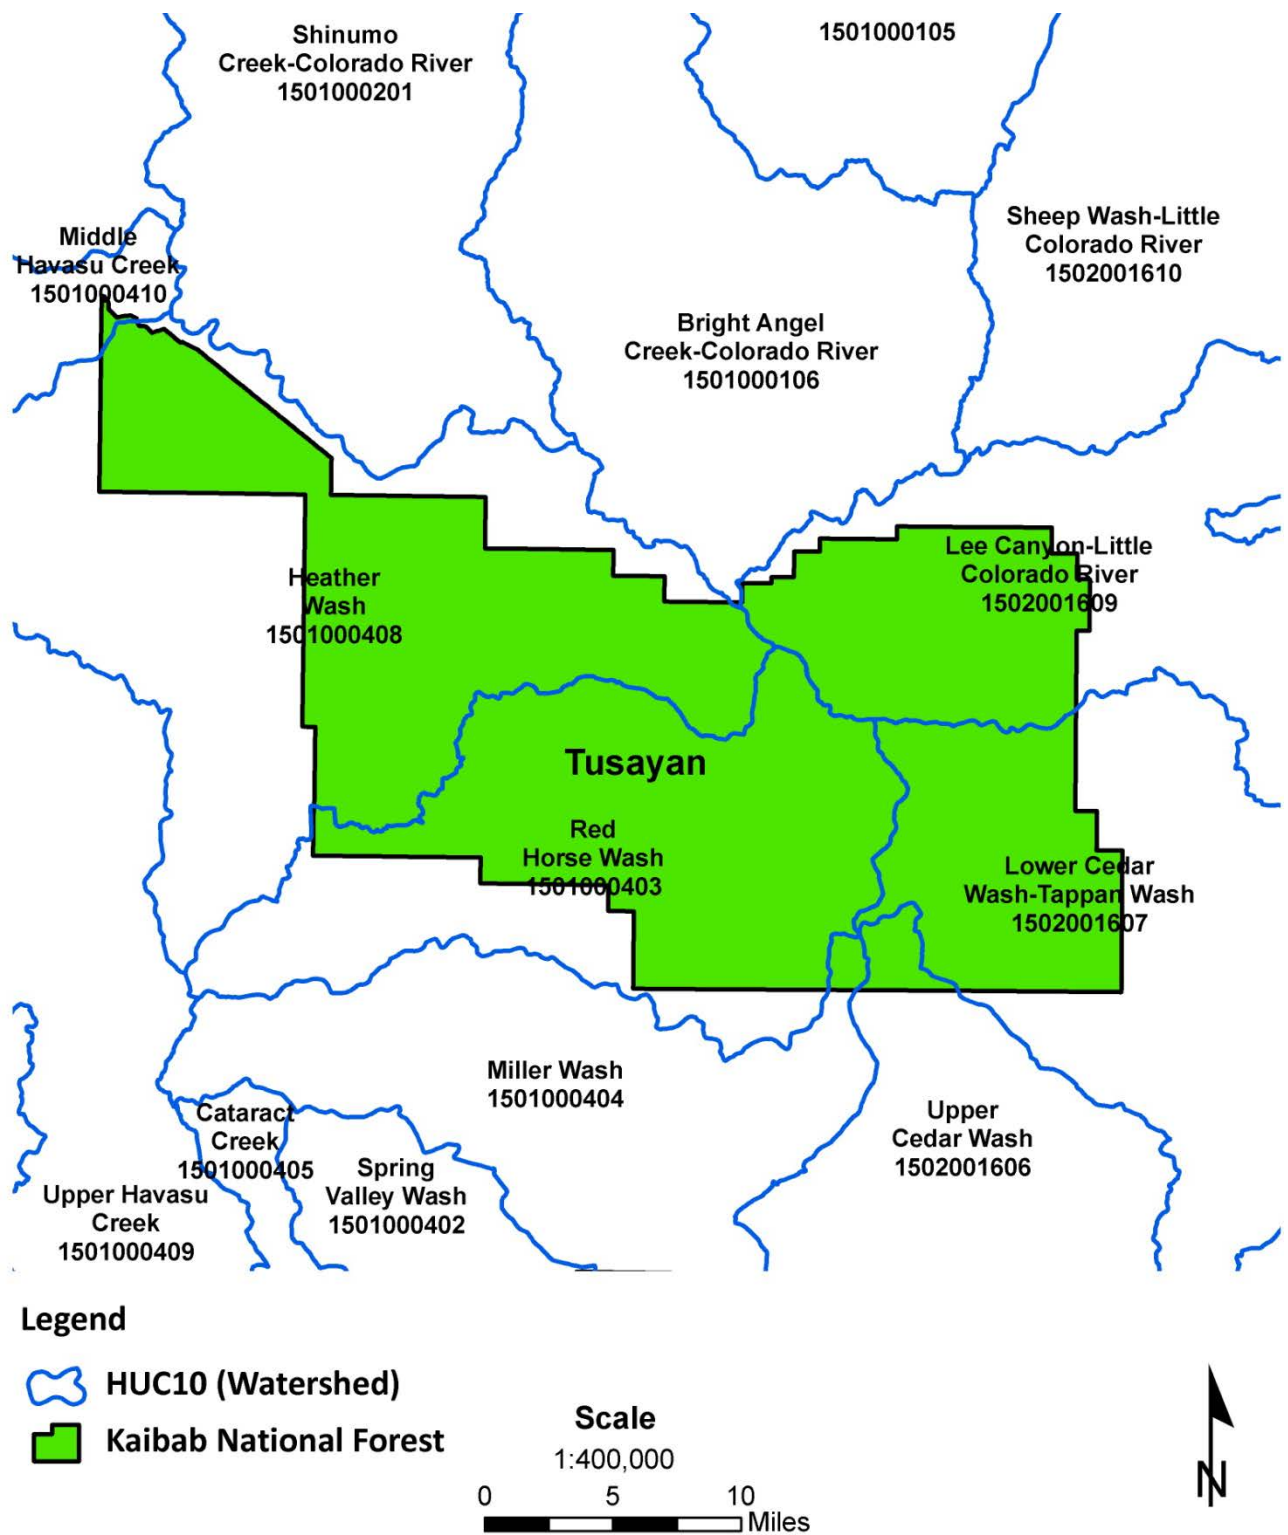 Shinumo
Creek-Colorado River
1501000201
1501000105
Middle
Havasu Creek
1501000410
Sheep Wash-Little
Colorado River
1502001610
Bright Angel
Creek-Colorado River
1501000106
Heather
Wash
1501000408
Lee Canyon-Little
Colorado River
1502001609
Tusayan
Red
Horse Wash
1501000403
Lower Cedar
Wash-Tappan Wash
1502001607
Miller Wash
1501000404
Cataract
Creek
1501000405
Upper
Cedar Wash
1502001606
Spring
Valley Wash
1501000402
Upper Havasu
Creek
1501000409
Legend
HUC10 (Watershed)
Kaibab National Forest
Scale
1:400,000
0 5 10
Miles
N